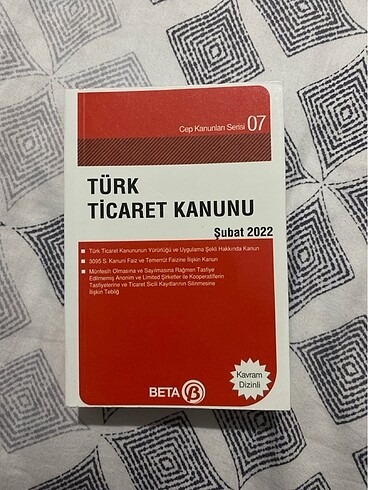 Cep Kanunları Serisi 07
TÜRK
TİCARET KANUNU
Şubat 2022
Türk Ticaret Kanununun Yürürlüğü ve Uygulama Şekli Hakkında Kanun
3095 S. Kanuni Faiz ve Temerrüt Faizine İlişkin Kanun
Münfesih Olmasına ve Sayılmasına Rağmen Tasfiye
Edilmemiş Anonim ve Limited Şirketler ile Kooperatiflerin
Tasfiyelerine ve Ticaret Sicili Kayıtlarının Silinmesine
İlişkin Tebliğ
Kavram
Dizinli
BETA B